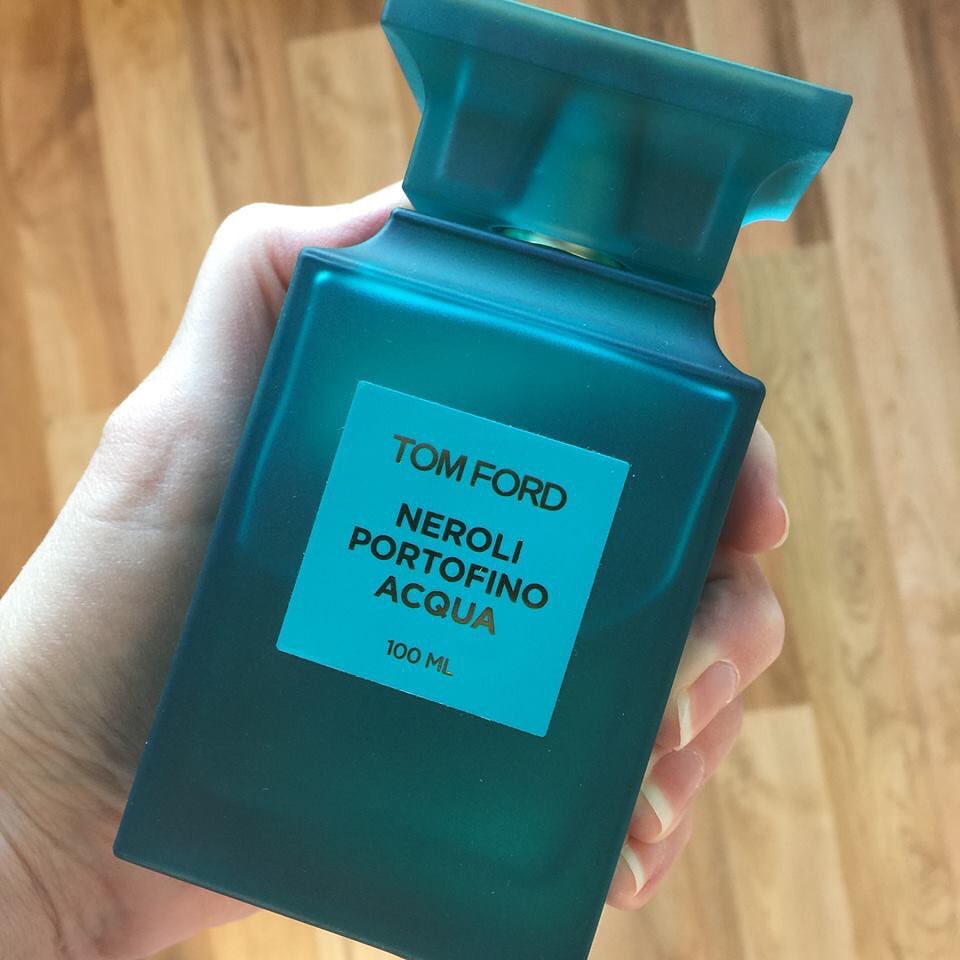 TOM FORD
NEROLI
PORTOFINO
ACQUA
100 ML